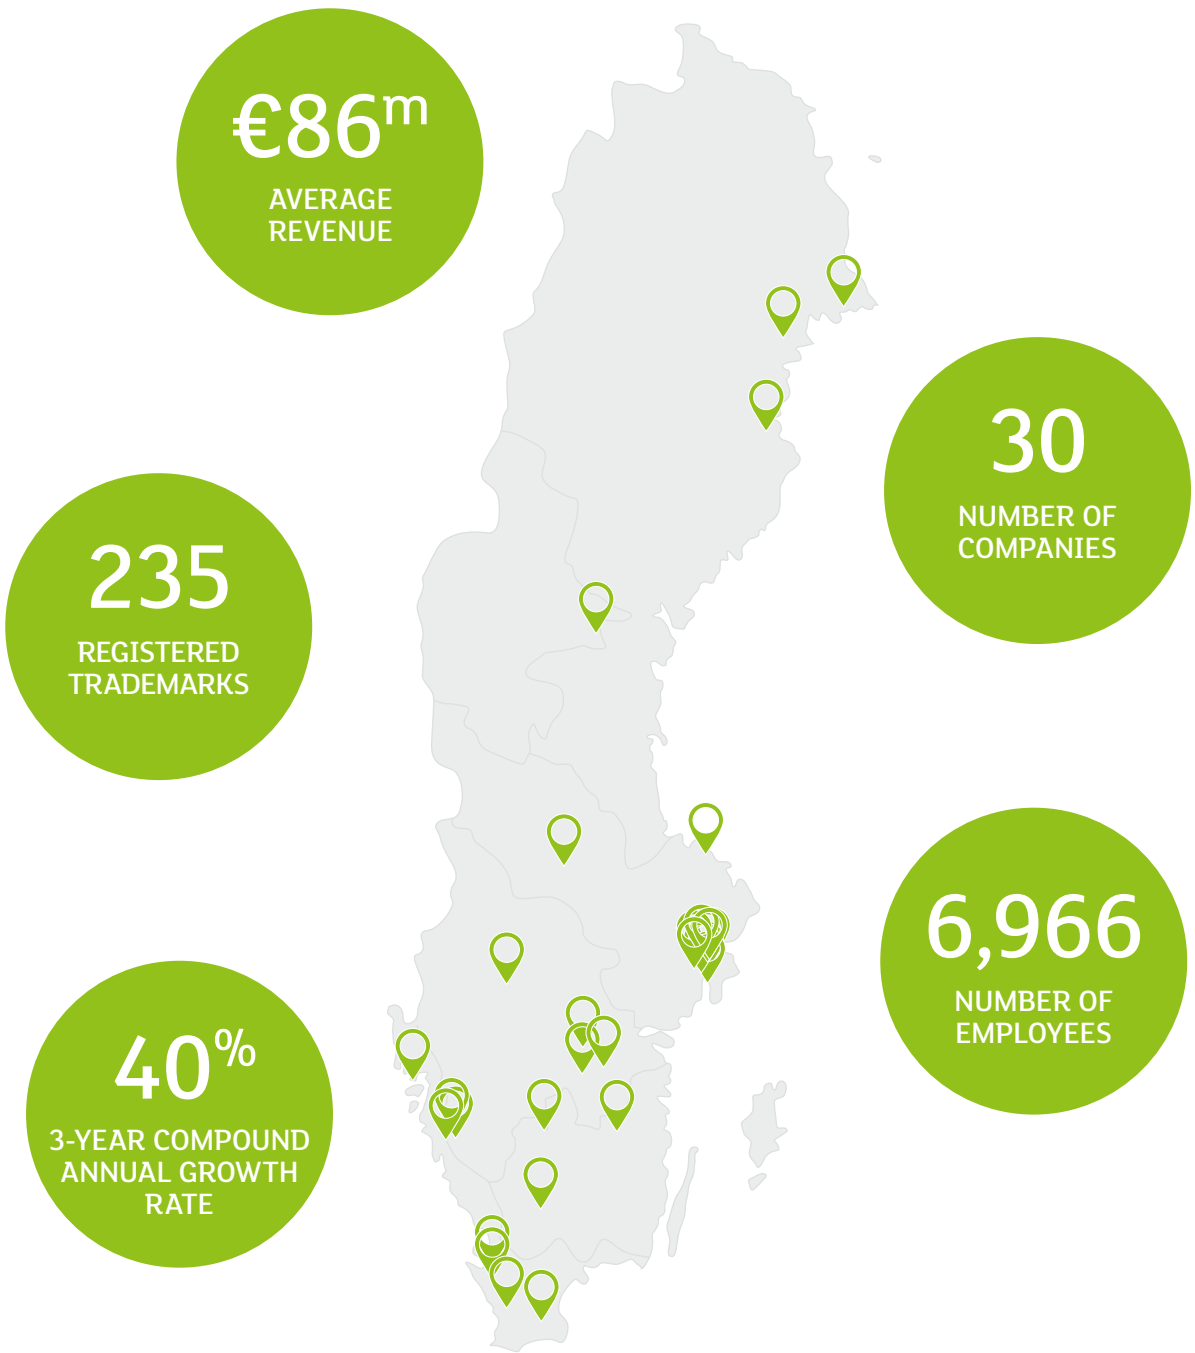 €86m
AVERAGE
REVENUE
30
NUMBER OF
COMPANIES
235
REGISTERED
TRADEMARKS
6,966
NUMBER OF
EMPLOYEES
40%
3-YEAR COMPOUND
ANNUAL GROWTH
RATE